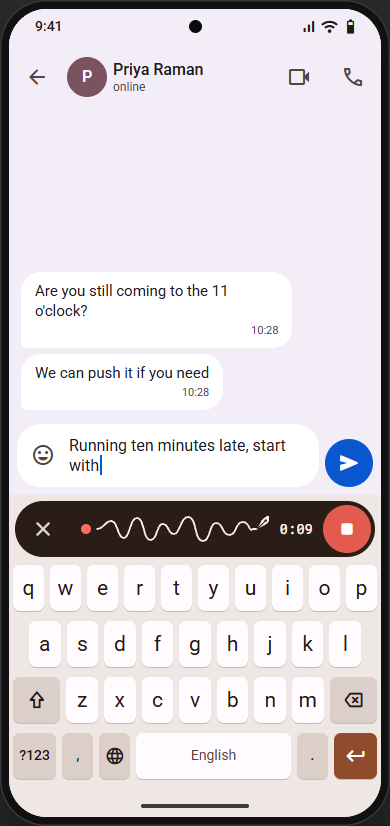 9:41
P
Priya Raman
online
Are you still coming to the 11
o'clock?
10:28
We can push it if you need
10:28
Running ten minutes late, start
with
0:09
q w e r t y u i o p
a s d f g h j k l
z x c v b n m
?123 , English .